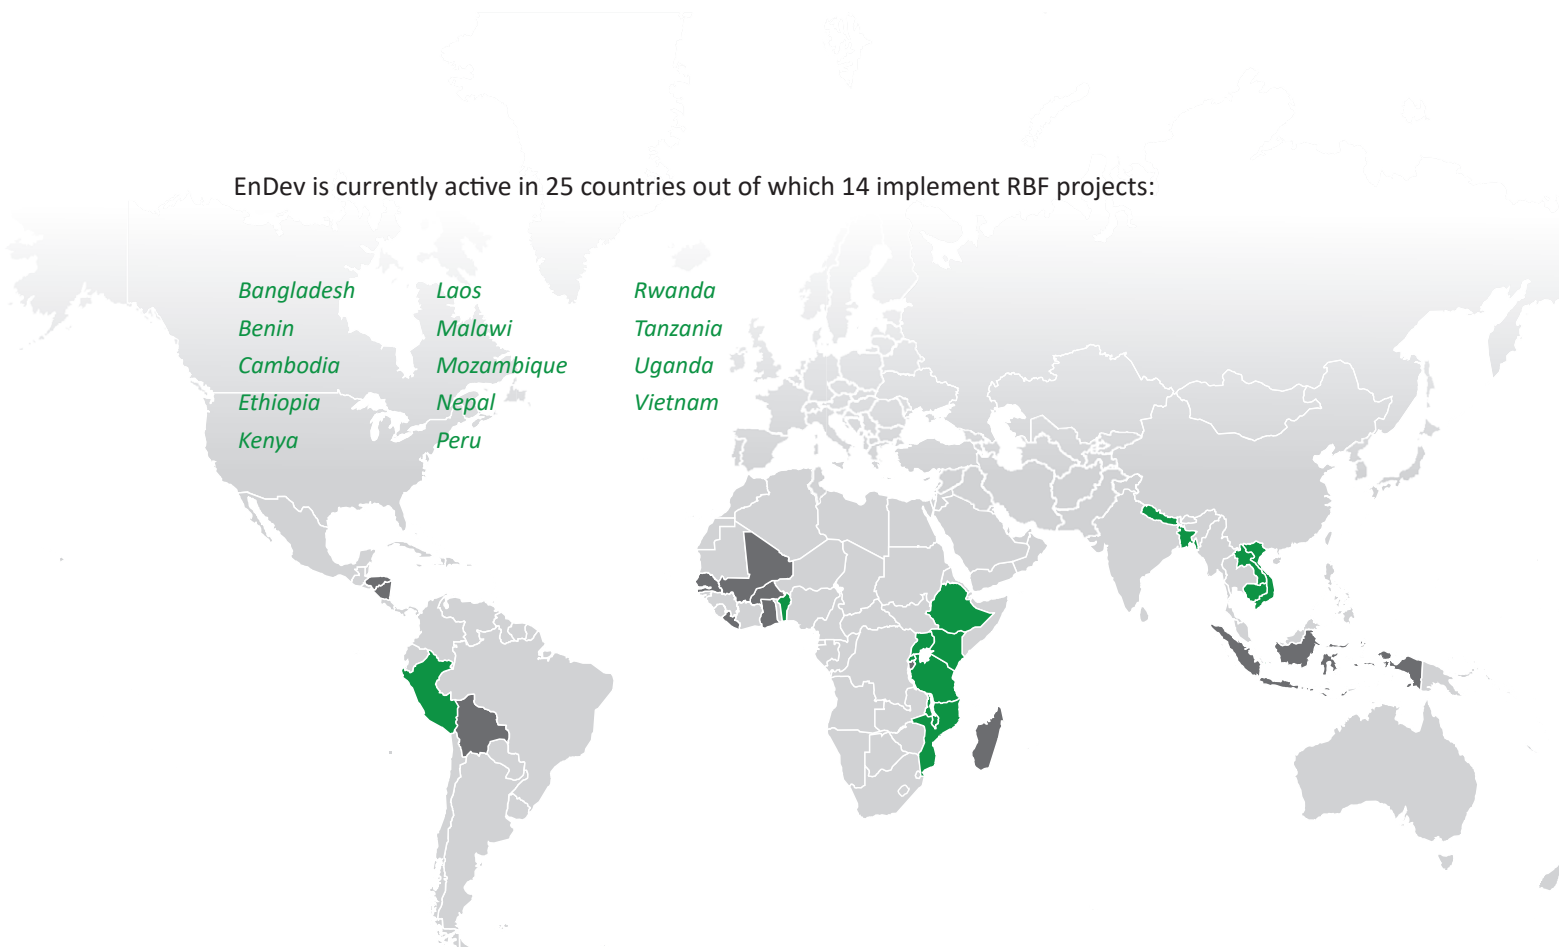 EnDev is currently active in 25 countries out of which 14 implement RBF projects:
Bangladesh
Benin
Cambodia
Ethiopia
Kenya
Laos
Malawi
Mozambique
Nepal
Peru
Rwanda
Tanzania
Uganda
Vietnam